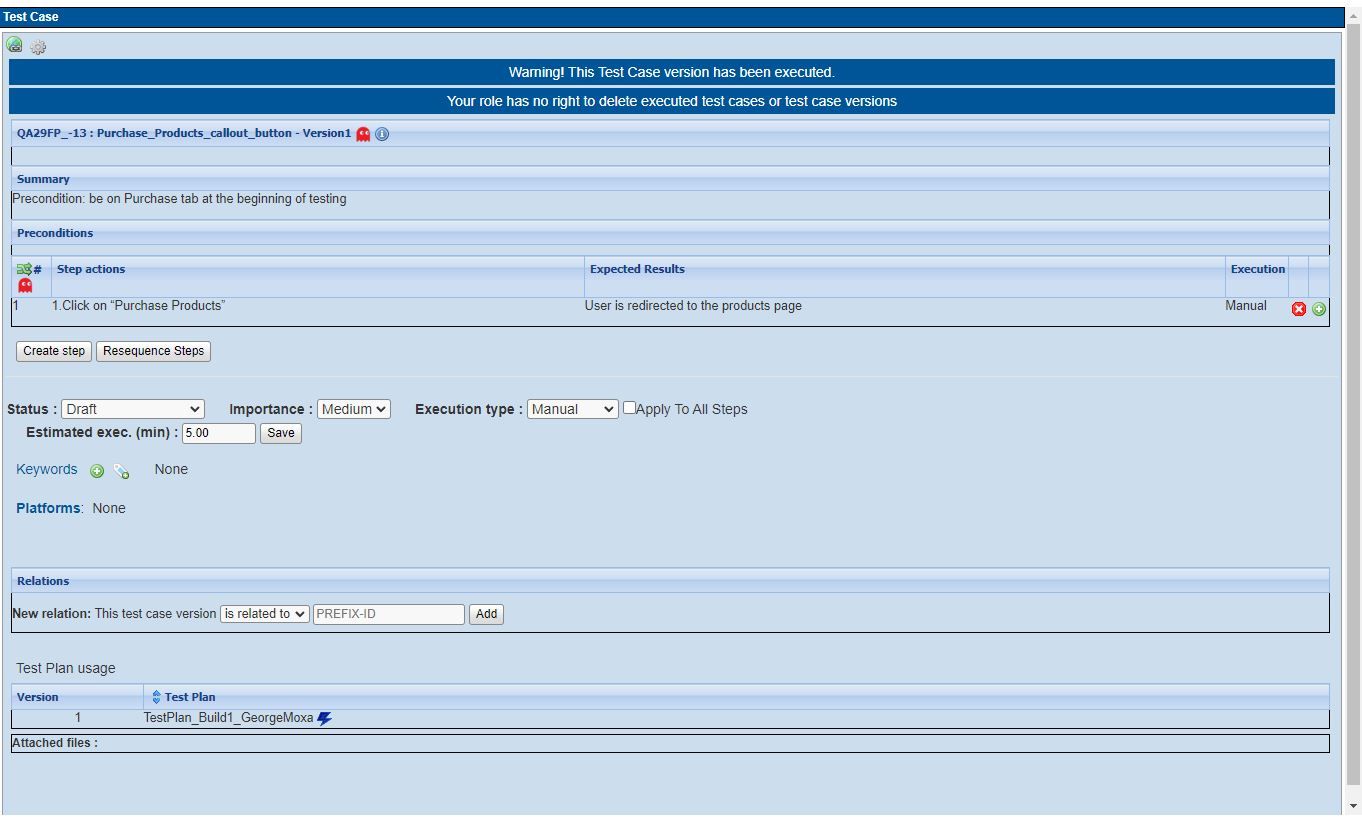 Test Case
Warning! This Test Case version has been executed.
Your role has no right to delete executed test cases or test case versions
QA29FP_-13 : Purchase_Products_callout_button - Version1
Summary
Precondition: be on Purchase tab at the beginning of testing
Preconditions
# Step actions Expected Results Execution
1 1.Click on “Purchase Products” User is redirected to the products page Manual
Create step Resequence Steps
Status : Draft Importance : Medium Execution type : Manual Apply To All Steps
Estimated exec. (min) : 5.00 Save
Keywords None
Platforms: None
Relations
New relation: This test case version is related to PREFIX-ID Add
Test Plan usage
Version Test Plan
1 TestPlan_Build1_GeorgeMoxa
Attached files :